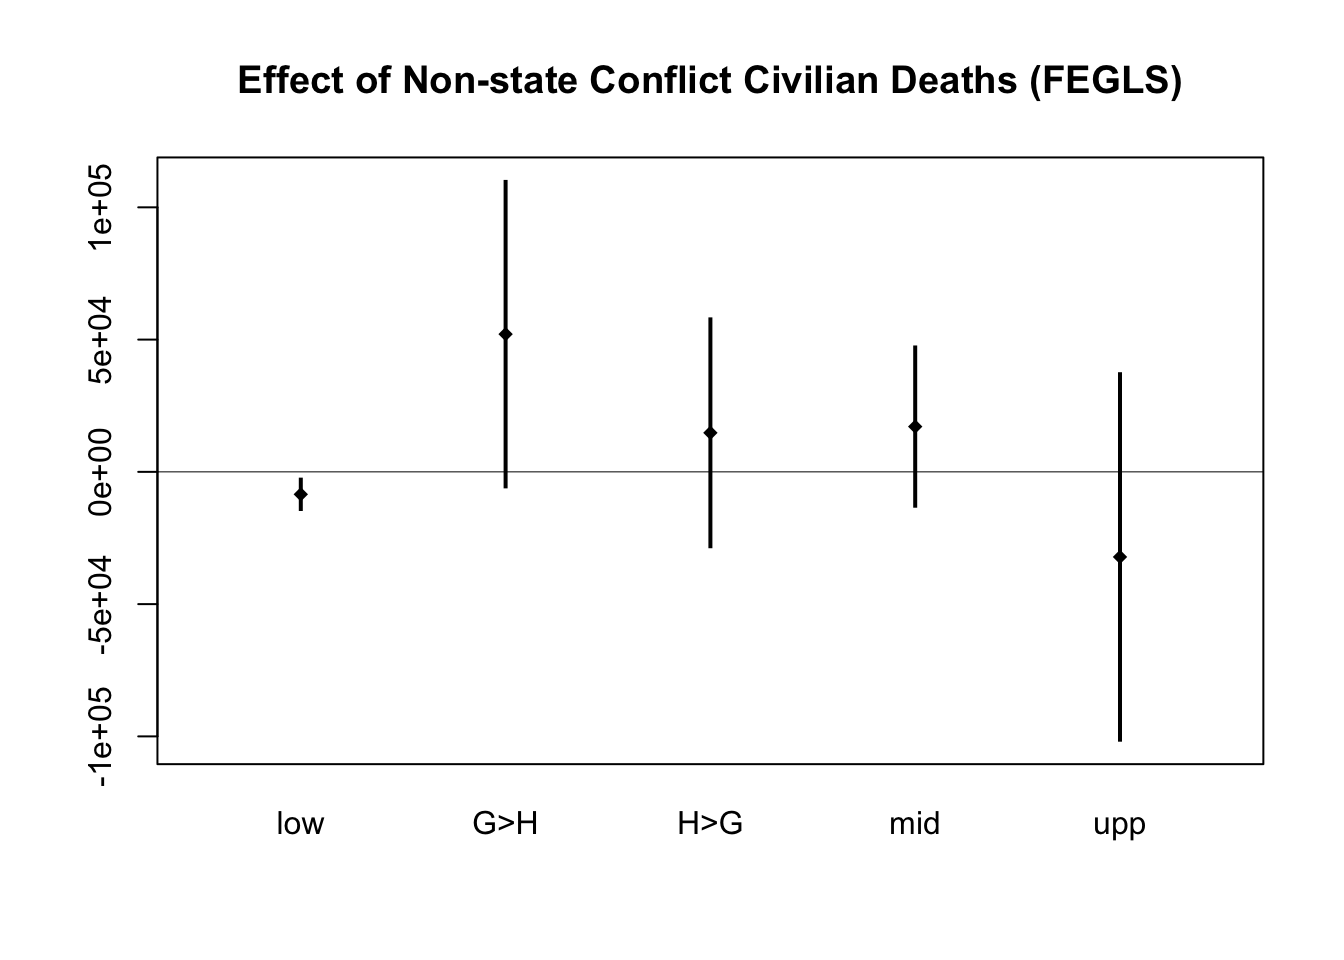 Effect of Non-state Conflict Civilian Deaths (FEGLS)
1e+05
5e+04
0e+00
-5e+04
-1e+05
low G>H H>G mid upp